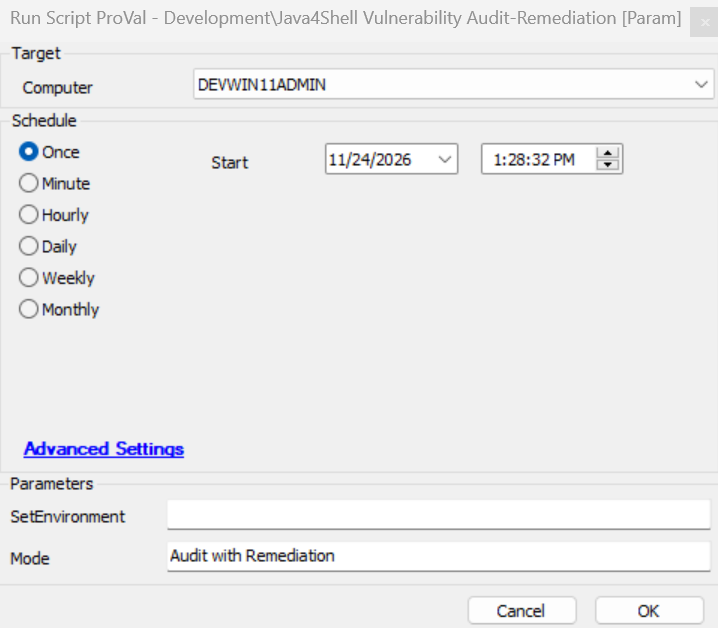 Run Script ProVal - Development\Java4Shell Vulnerability Audit-Remediation [Param]
Target
Computer DEVWIN11ADMIN
Schedule
Once Start 11/24/2026 1:28:32 PM
Minute
Hourly
Daily
Weekly
Monthly
Advanced Settings
Parameters
SetEnvironment
Mode Audit with Remediation
Cancel OK